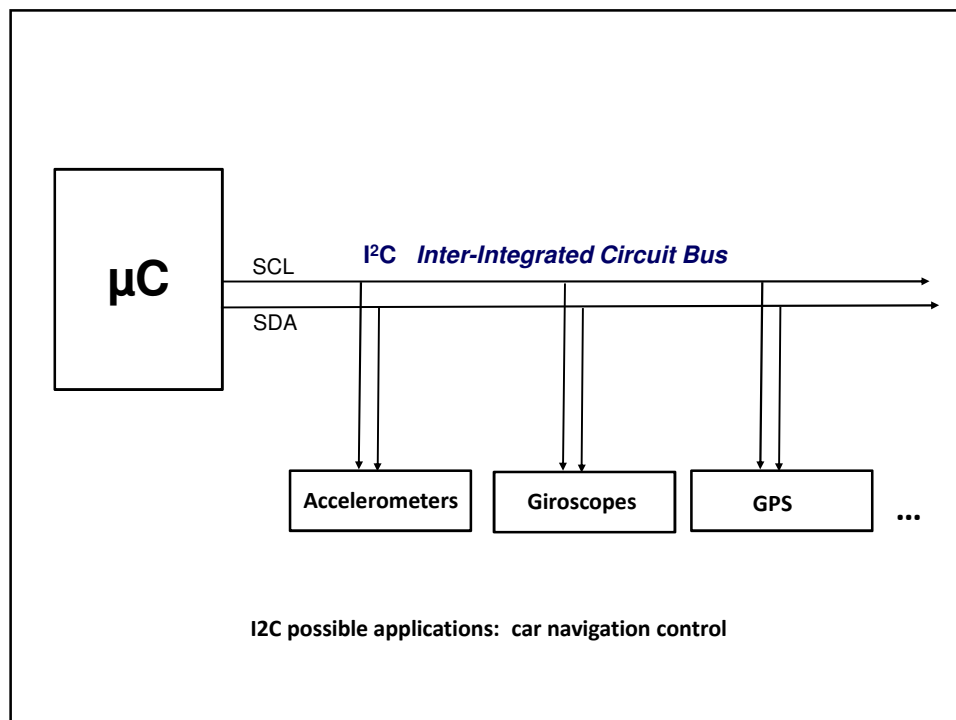 I²C Inter-Integrated Circuit Bus
SCL
µC
SDA
Accelerometers
Giroscopes
GPS
...
I2C possible applications: car navigation control